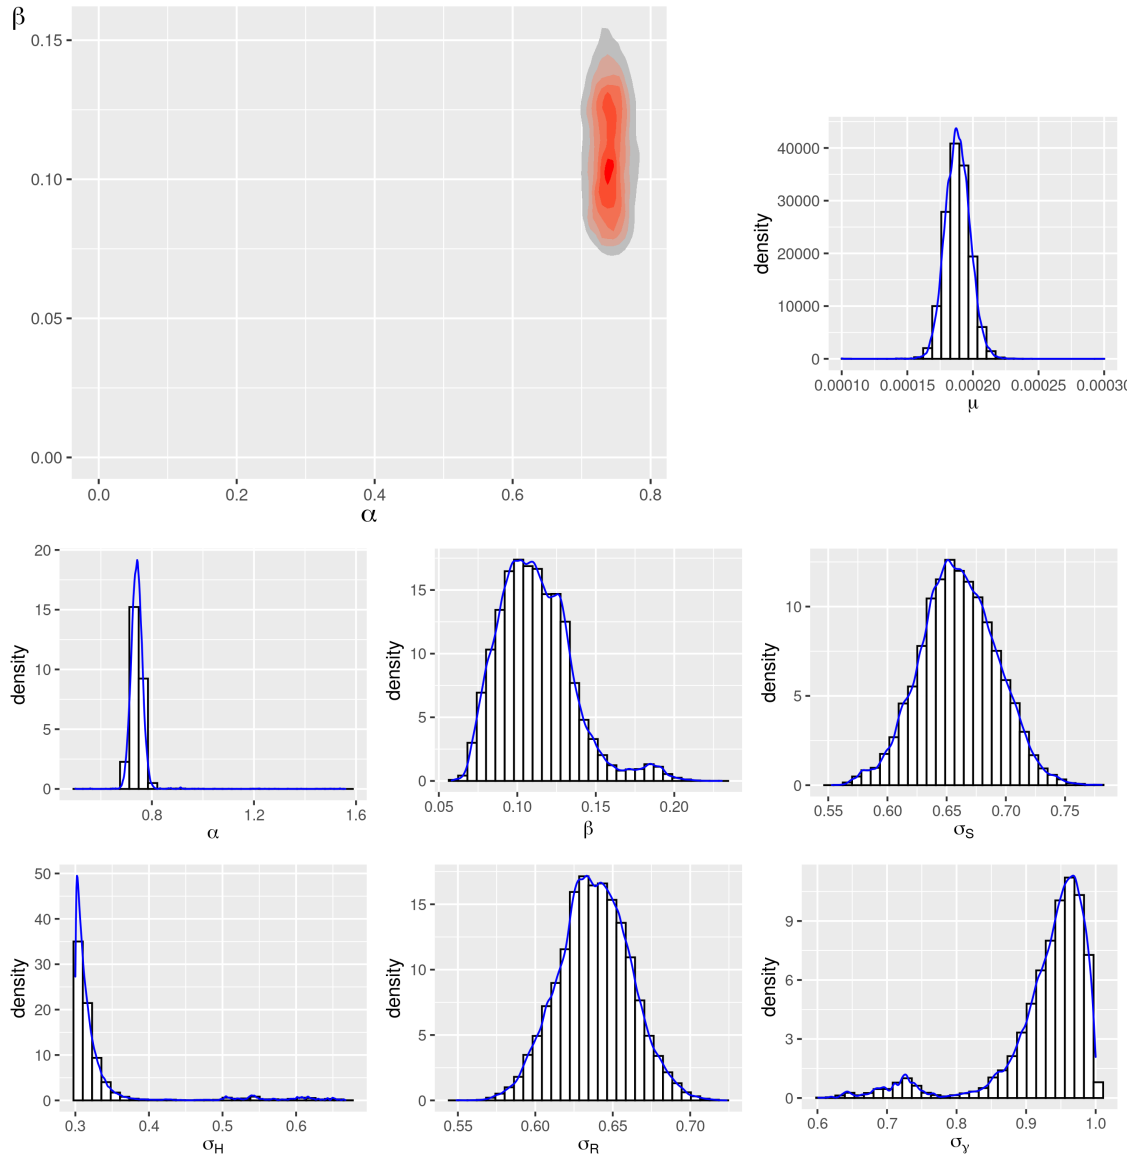 β
0.15
0.10
0.05
0.00
0.0 0.2 0.4 0.6 0.8
α
density
40000
30000
20000
10000
0
0.00010 0.00015 0.00020 0.00025 0.00030
μ
density
20
15
10
5
0
0.8 1.2 1.6
α
density
15
10
5
0
0.05 0.10 0.15 0.20
β
density
10
5
0
0.55 0.60 0.65 0.70 0.75
σS
density
50
40
30
20
10
0
0.3 0.4 0.5 0.6
σH
density
15
10
5
0
0.55 0.60 0.65 0.70
σR
density
9
6
3
0
0.6 0.7 0.8 0.9 1.0
σγ